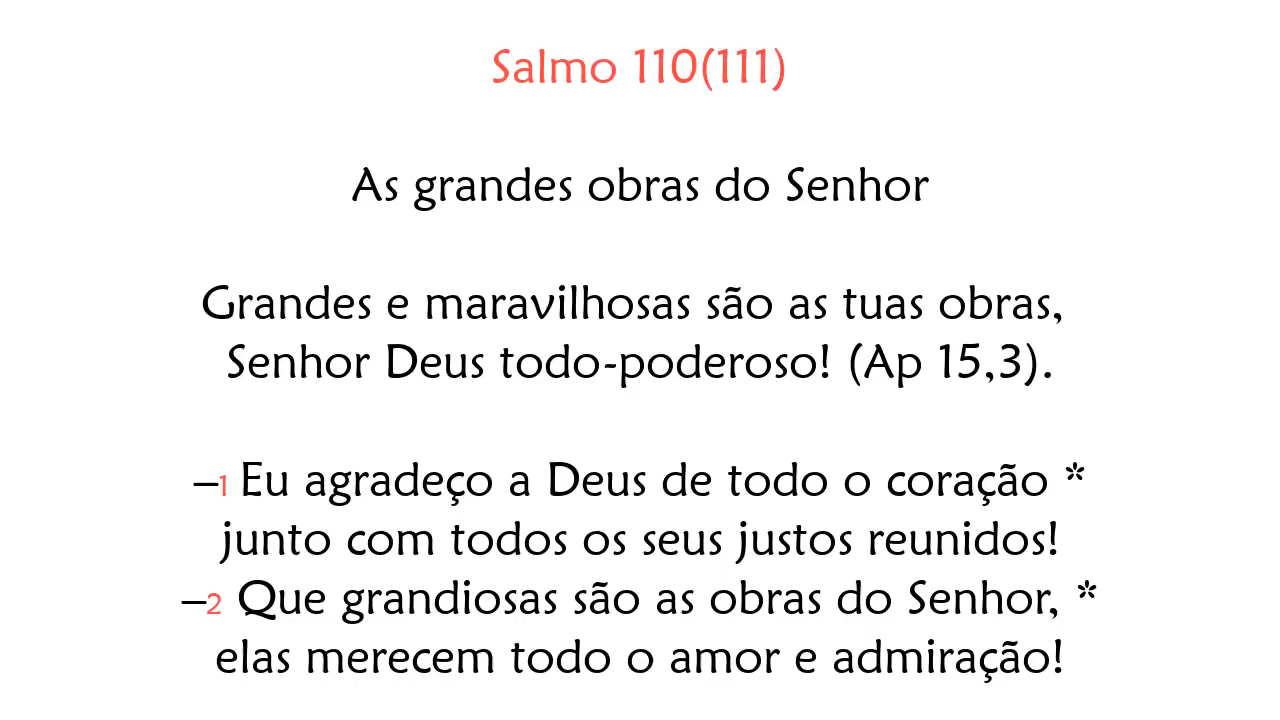 Salmo 110(111)
As grandes obras do Senhor
Grandes e maravilhosas são as tuas obras,
Senhor Deus todo-poderoso! (Ap 15,3).
–1 Eu agradeço a Deus de todo o coração *
junto com todos os seus justos reunidos!
–2 Que grandiosas são as obras do Senhor, *
elas merecem todo o amor e admiração!